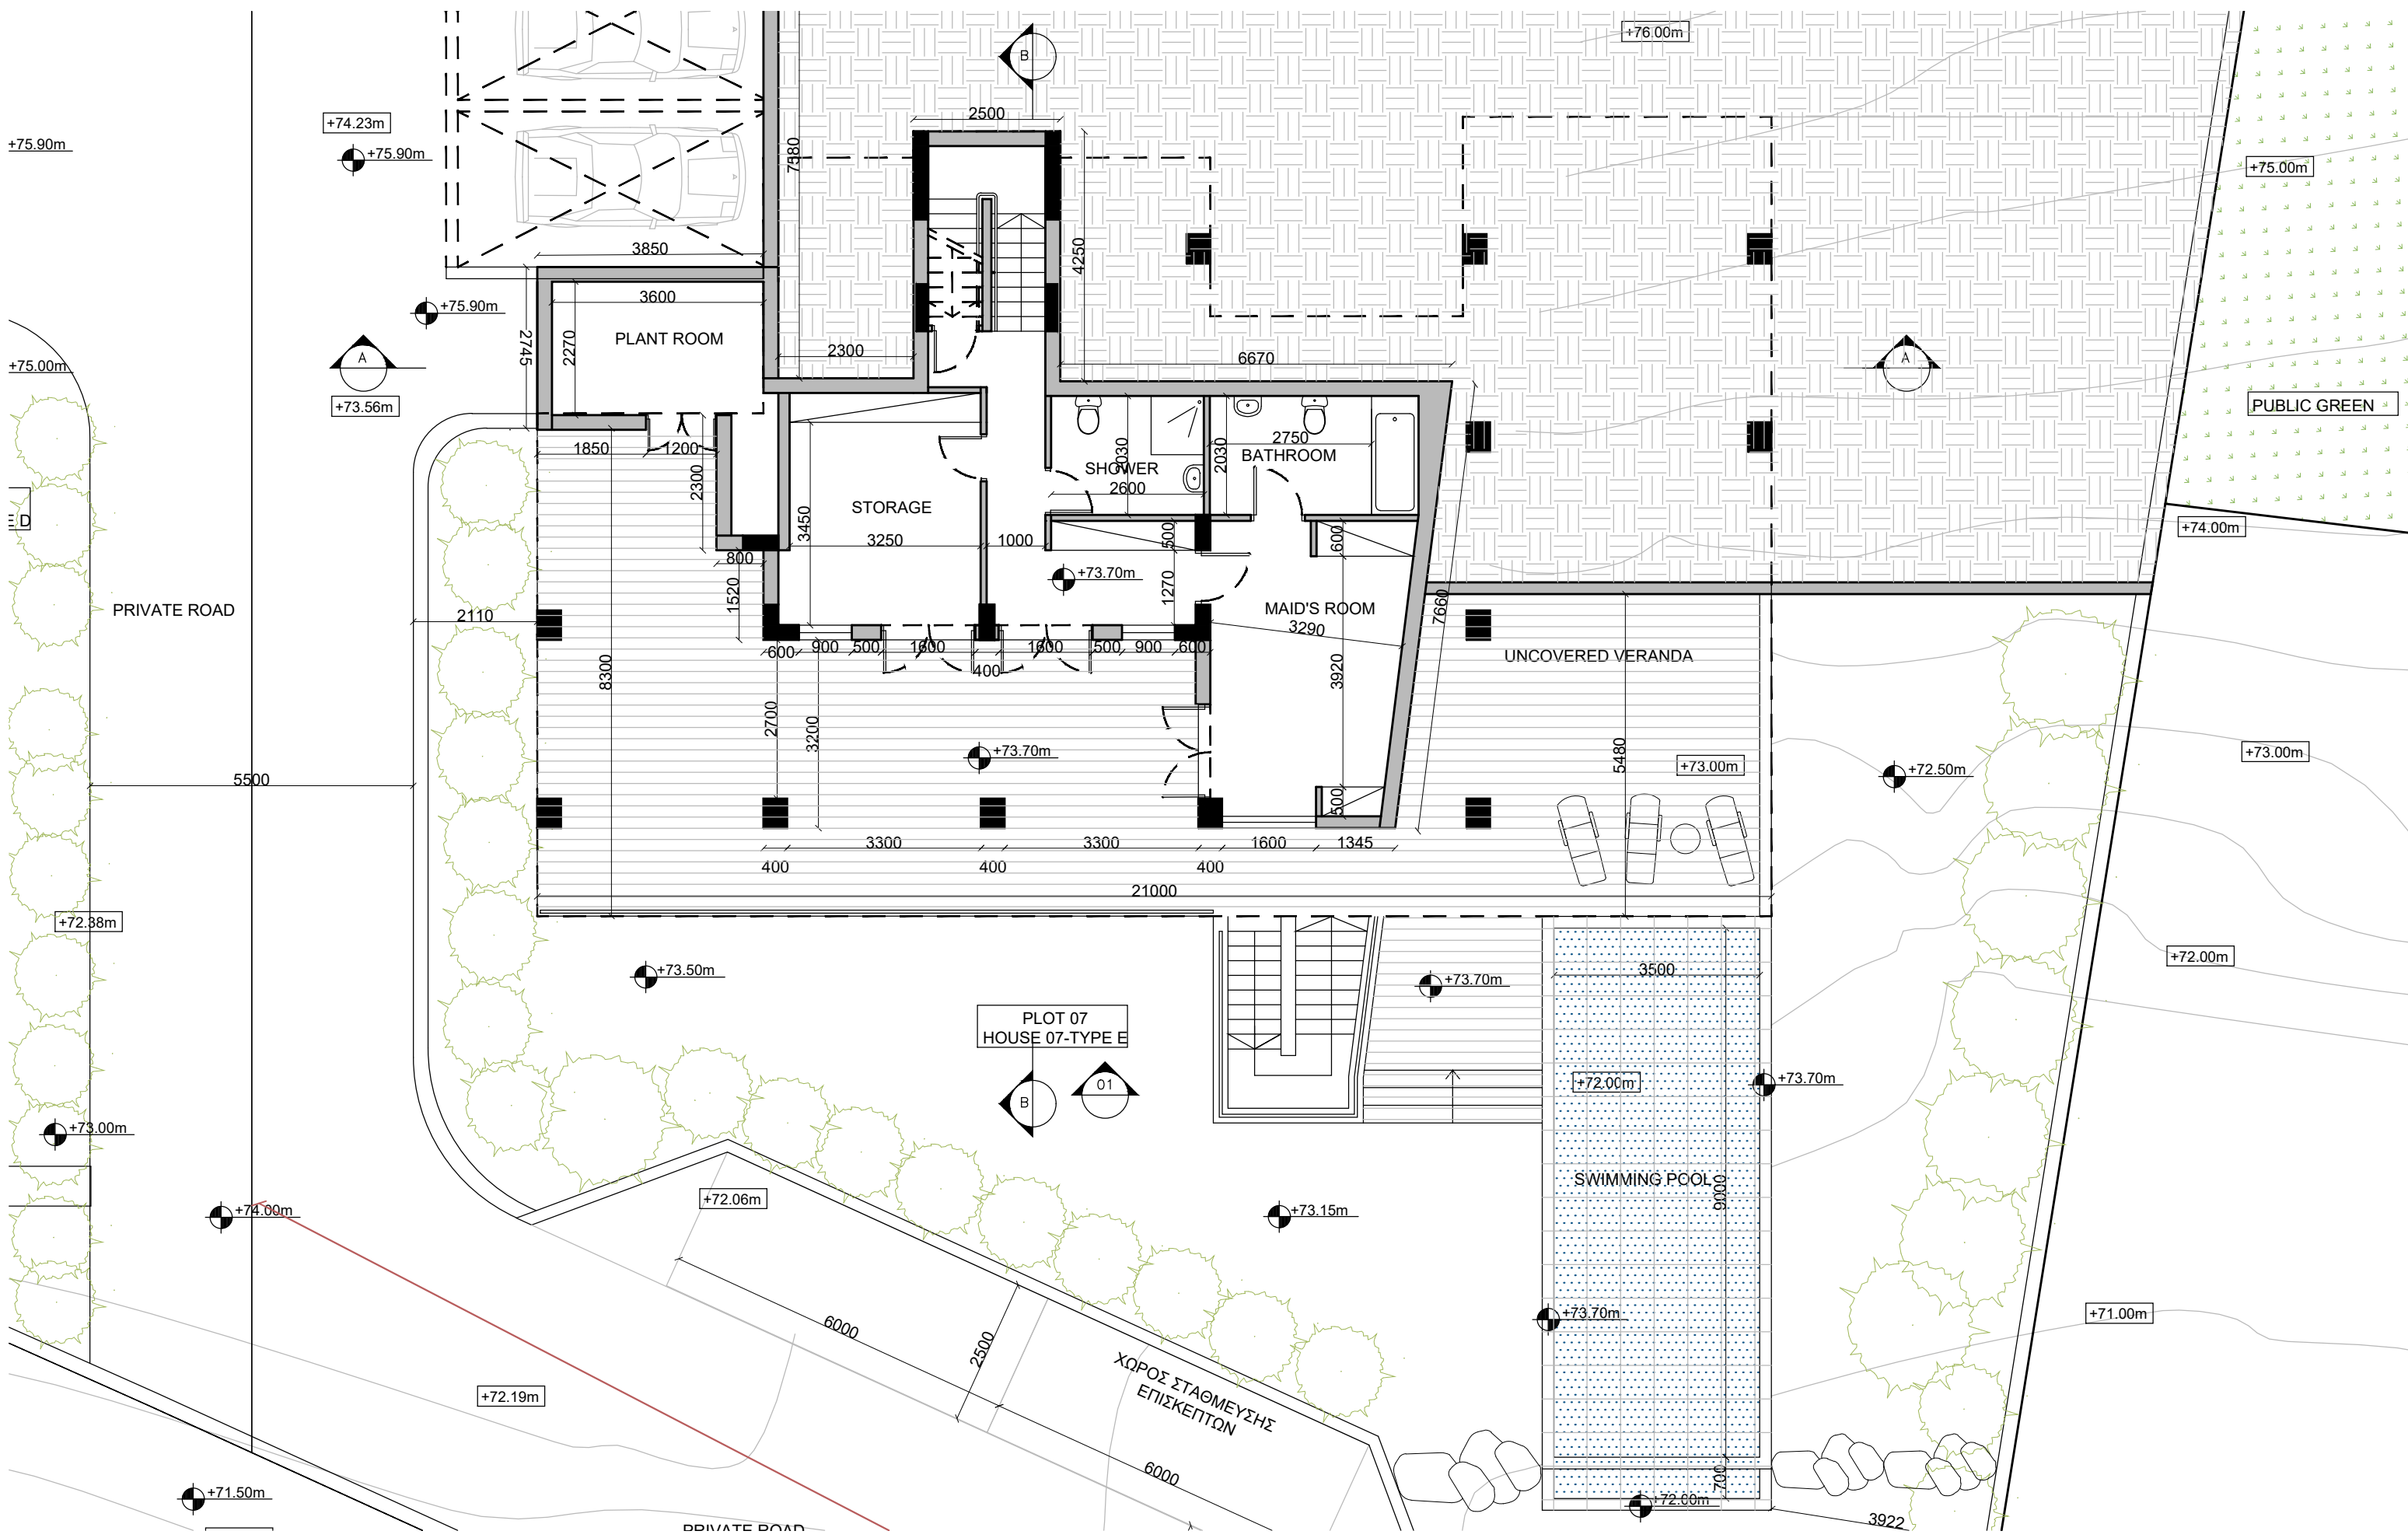 +76.00m
B
+74.23m
2500
+75.90m
+75.90m
7580
+75.00m
3850
4250
3600
+75.90m
PLANT ROOM
2745
2270
2300
6670
A
A
+75.00m
+73.56m
PUBLIC GREEN
1850
1200
2750
BATHROOM
2030
2030
SHOWER
2300
2600
E D
STORAGE
3450
500
600
+74.00m
3250
1000
800
+73.70m
1520
1270
PRIVATE ROAD
2110
MAID'S ROOM
3290
7660
600
900
500
1600
1600
500
900
600
400
UNCOVERED VERANDA
8300
3920
2700
3200
+73.70m
5480
+73.00m
+72.50m
+73.00m
5500
500
3300
3300
1600
1345
400
400
400
21000
+72.38m
+72.00m
+73.50m
3500
+73.70m
PLOT 07
HOUSE 07-TYPE E
+72.00m
+73.70m
01
B
+73.00m
SWIMMING POOL
9000
+72.06m
+74.00m
+73.15m
+73.70m
+71.00m
6000
2500
ΧΩΡΟΣ ΣΤΑΘΜΕΥΣΗΣ
ΕΠΙΣΚΕΠΤΩΝ
+72.19m
6000
700
+71.50m
+72.60m
3922
PRIVATE ROAD